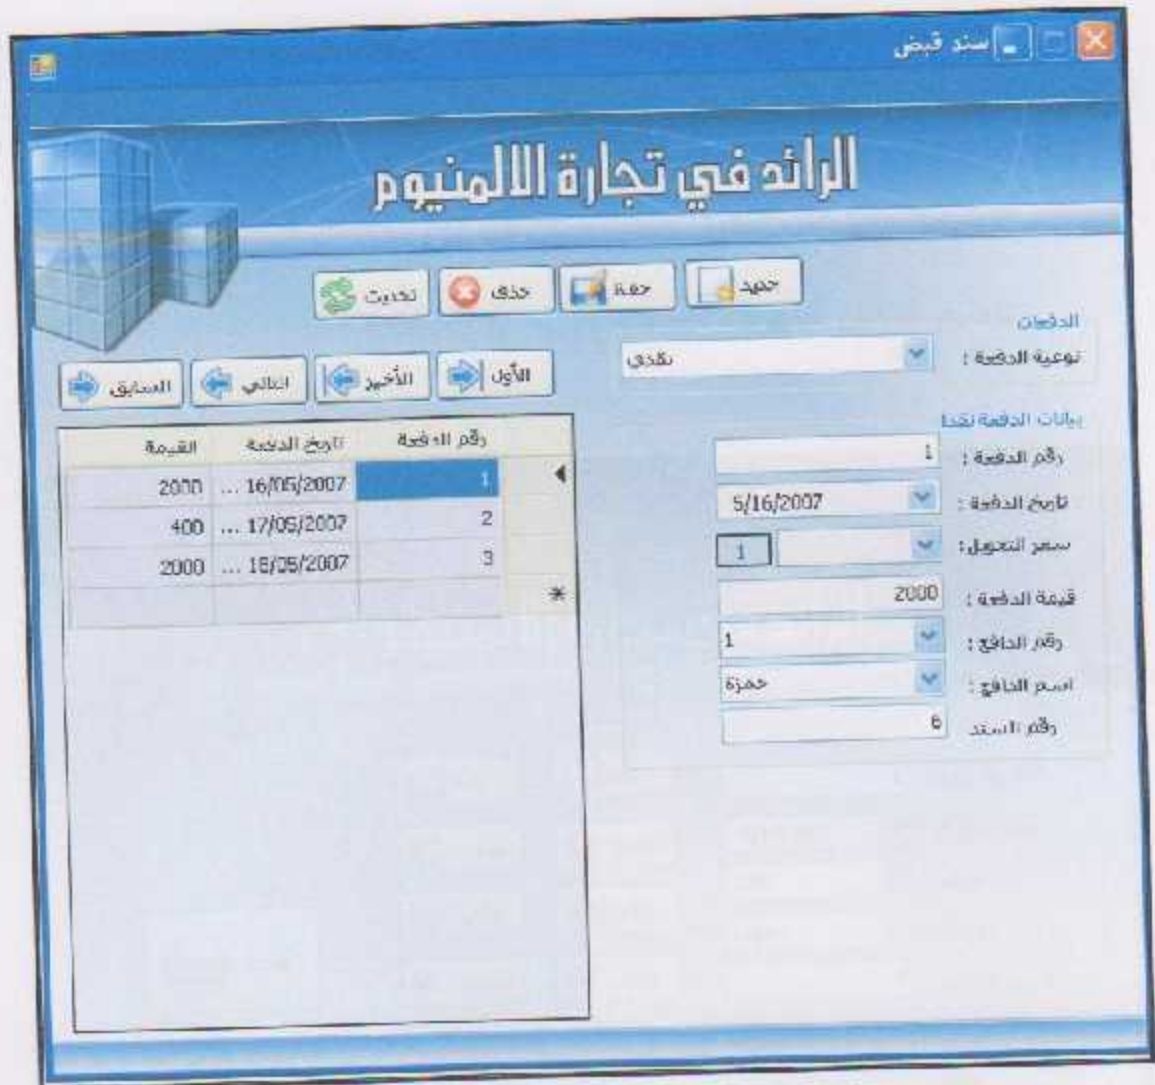 سند قبض
الرائد في تجارة الالمنيوم
جديد حفظ حذف تحديث
الدفعات
نوعية الدفعة : نقدي
الأول الأخير التالي السابق
بيانات الدفعة نقدا
رقم الدفعة : 1
تاريخ الدفعة : 5/16/2007
سعر التحويل : 1
قيمة الدفعة : 2000
رقم الدافع : 1
اسم الدافع : حمزة
رقم السند 6
رقم الدفعة تاريخ الدفعة القيمة
1 16/05/2007 ... 2000
2 17/05/2007 ... 400
3 18/05/2007 ... 2000